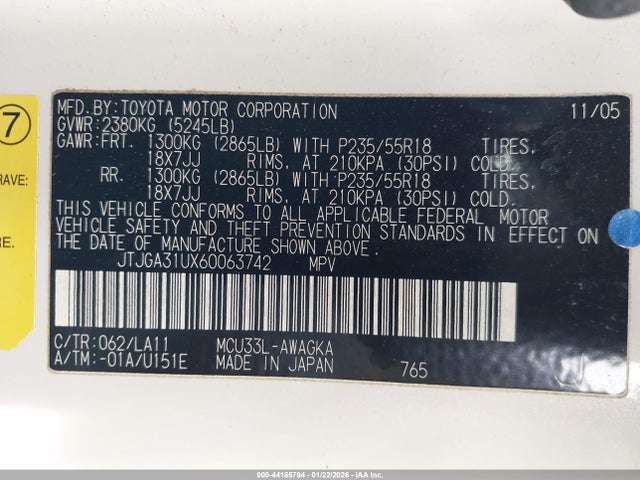 7
RAVE:
RE.
MFD.BY:TOYOTA MOTOR CORPORATION 11/05
GVWR:2380KG (5245LB)
GAWR:FRT. 1300KG (2865LB) WITH P235/55R18 TIRES.
18X7JJ RIMS. AT 210KPA (30PSI) COLD.
RR. 1300KG (2865LB) WITH P235/55R18 TIRES.
18X7JJ RIMS. AT 210KPA (30PSI) COLD.
THIS VEHICLE CONFORMS TO ALL APPLICABLE FEDERAL MOTOR
VEHICLE SAFETY AND THEFT PREVENTION STANDARDS IN EFFECT ON
THE DATE OF MANUFACTURE SHOWN ABOVE.
JTJGA31UX60063742 MPV
C/TR:062/LA11 MCU33L-AWAGKA
A/TM:-01A/U151E MADE IN JAPAN 765
000-44165794 - 01/22/2026 - IAAI.COM